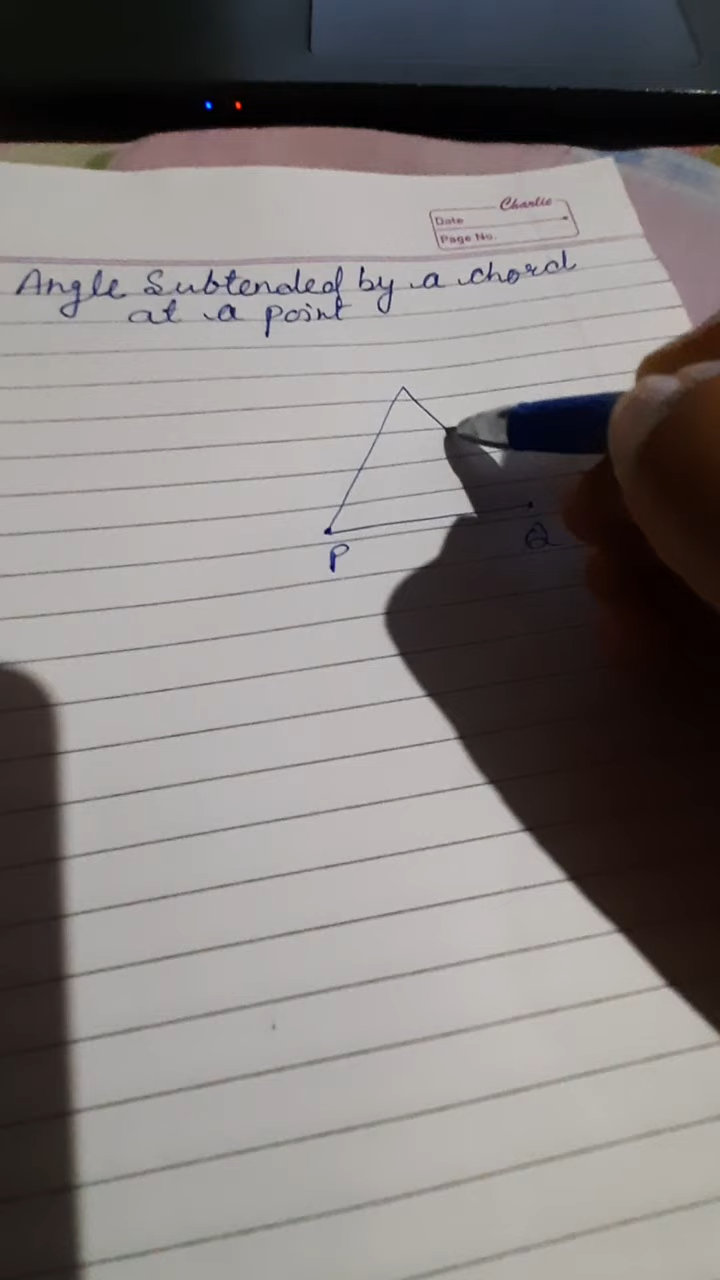 Charlie
Date
Page No.
Angle Subtended by a chord
at a point
P
Q